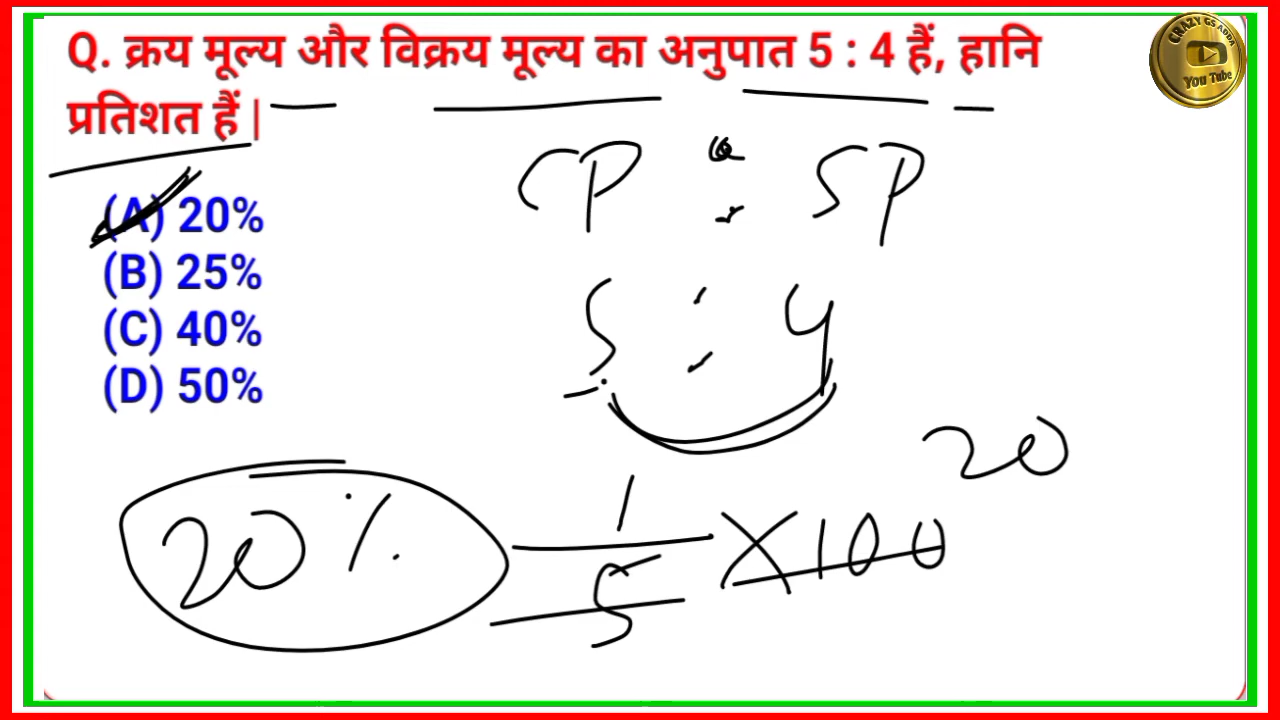 Q. क्रय मूल्य और विक्रय मूल्य का अनुपात 5 : 4 हैं, हानि
प्रतिशत हैं |
CRAZY GS ADDA
You Tube
CP : SP
(A) 20%
(B) 25%
5 : 4
(C) 40%
(D) 50%
20
20%
1
5
×100